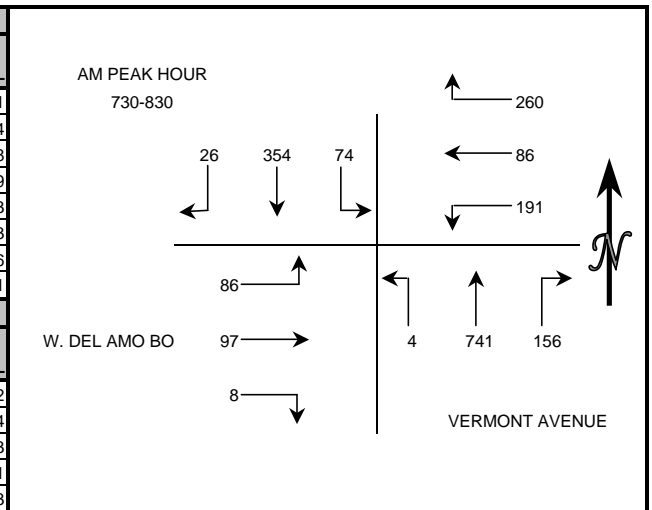 AM PEAK HOUR
730-830
260
26 354 74
86
191
N
86
W. DEL AMO BO 97
4 741 156
8
VERMONT AVENUE